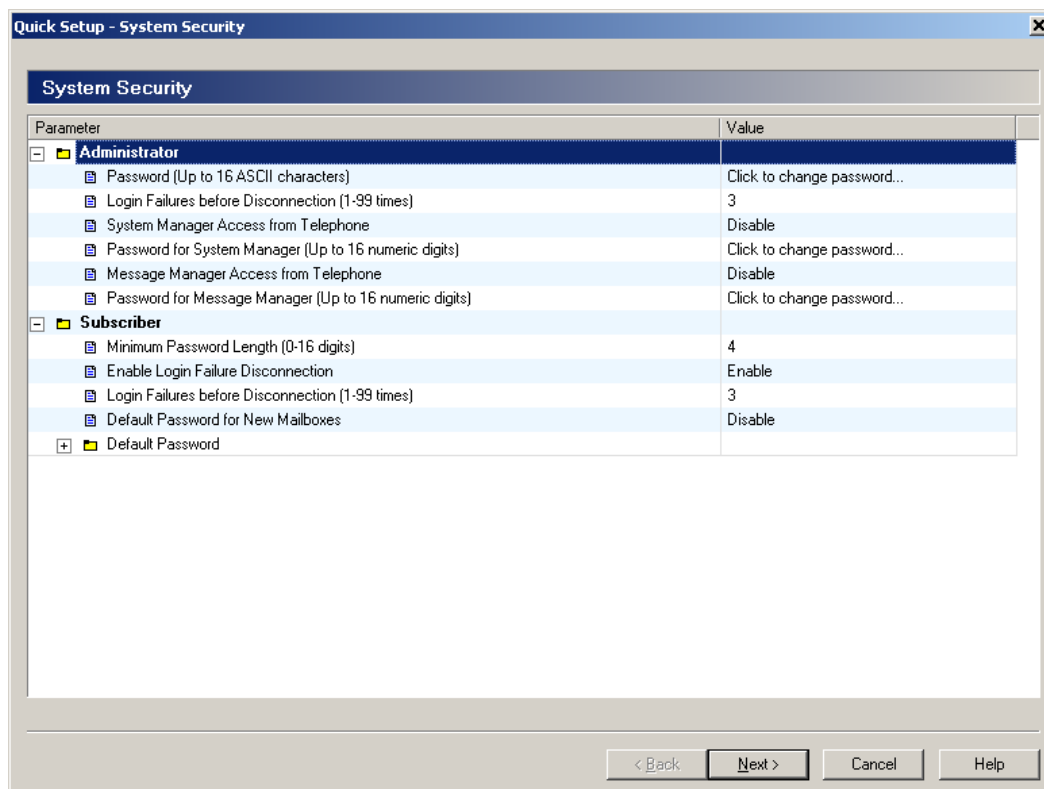 Quick Setup - System Security
System Security
Parameter Value
Administrator
Password (Up to 16 ASCII characters) Click to change password...
Login Failures before Disconnection (1-99 times) 3
System Manager Access from Telephone Disable
Password for System Manager (Up to 16 numeric digits) Click to change password...
Message Manager Access from Telephone Disable
Password for Message Manager (Up to 16 numeric digits) Click to change password...
Subscriber
Minimum Password Length (0-16 digits) 4
Enable Login Failure Disconnection Enable
Login Failures before Disconnection (1-99 times) 3
Default Password for New Mailboxes Disable
Default Password
< Back Next > Cancel Help